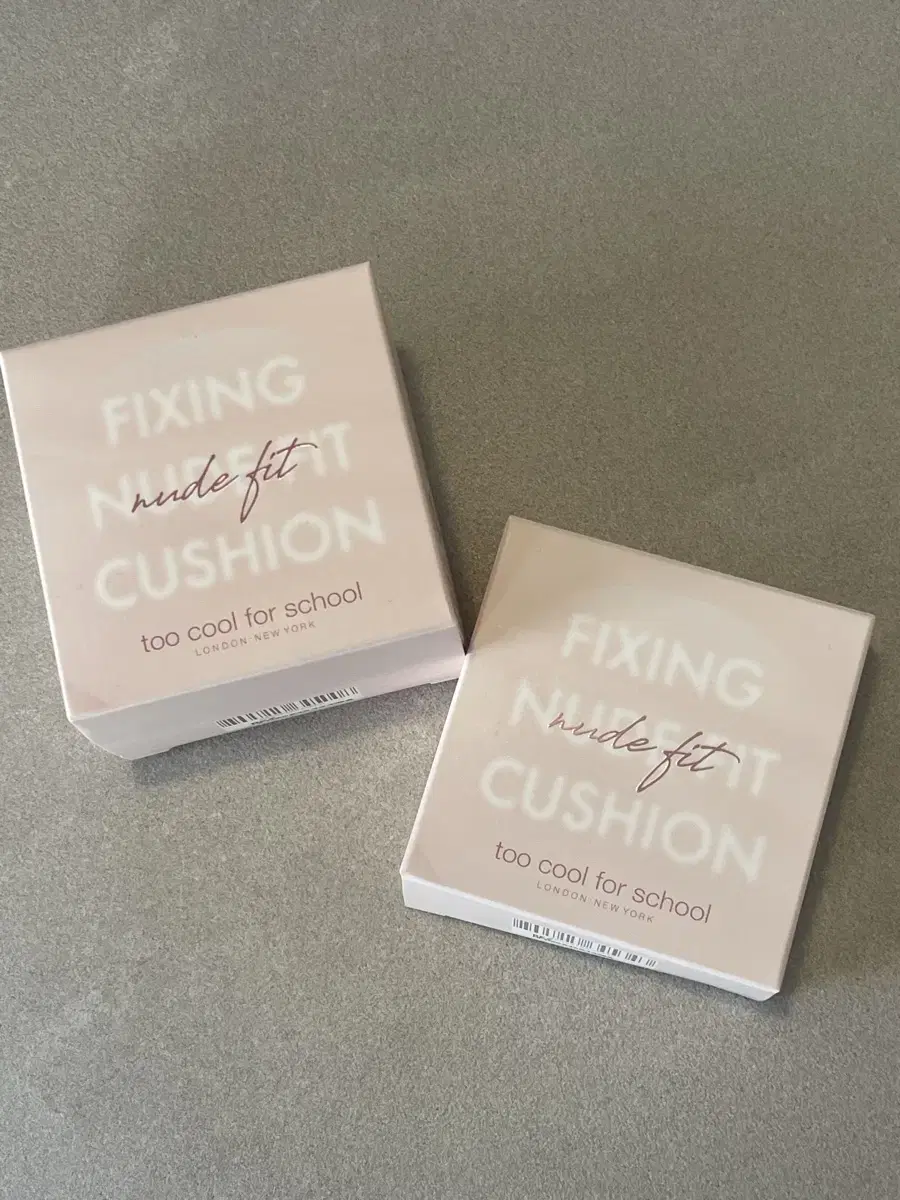 FIXING
NUDE FIT
nude fit
CUSHION
too cool for school
LONDON·NEW YORK
FIXING
NUDE FIT
nude fit
CUSHION
too cool for school
LONDON·NEW YORK